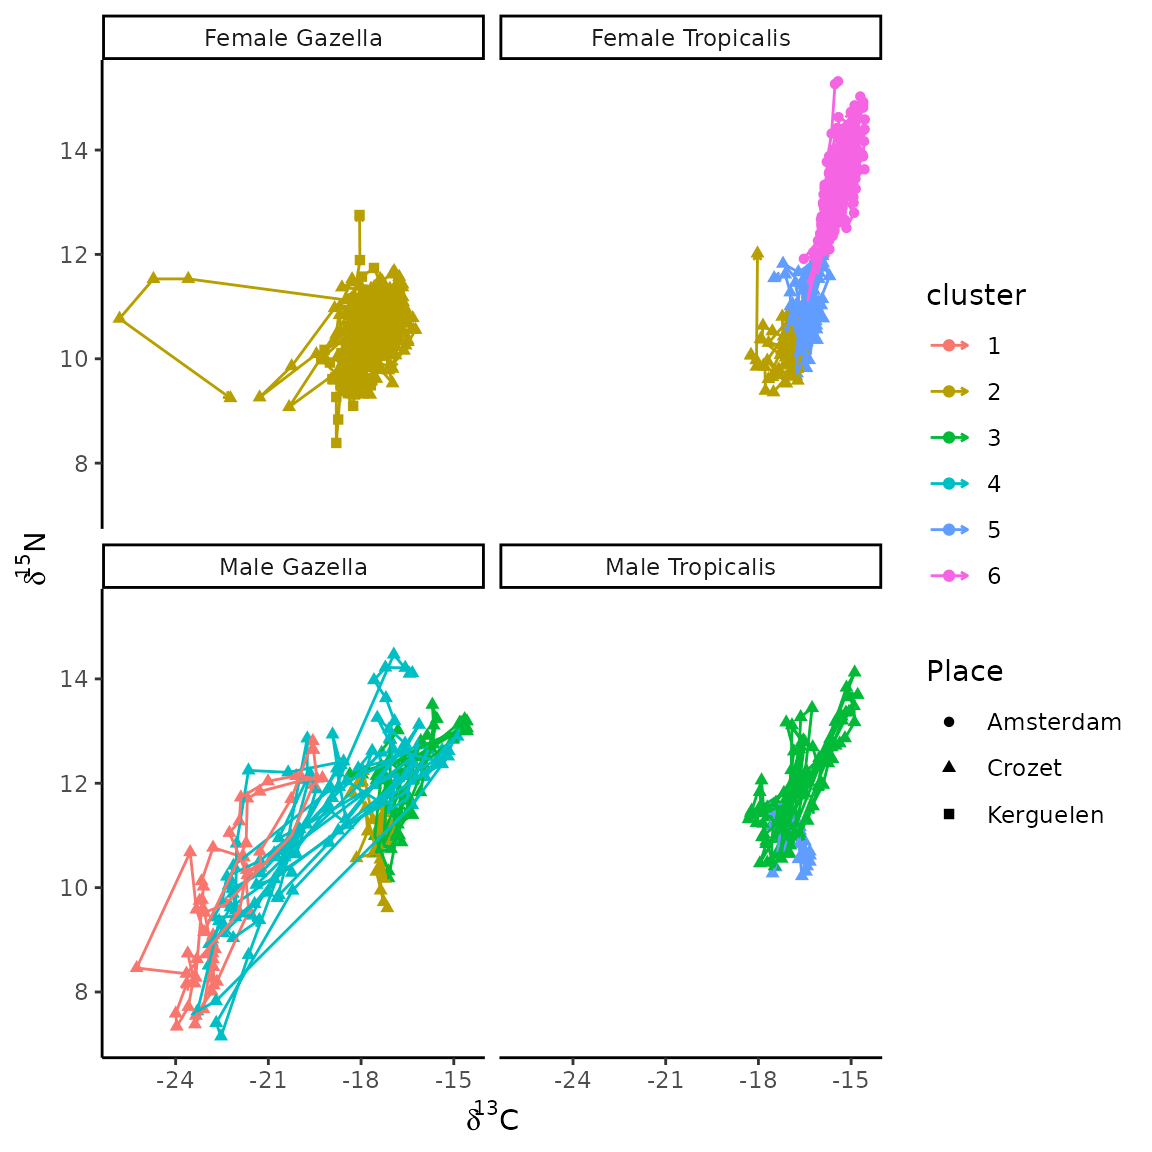 Female Gazella
Female Tropicalis
14
12
10
8
Male Gazella
Male Tropicalis
14
12
10
8
-24
-21
-18
-15
-24
-21
-18
-15
δ¹³C
δ¹⁵N
cluster
1
2
3
4
5
6
Place
Amsterdam
Crozet
Kerguelen